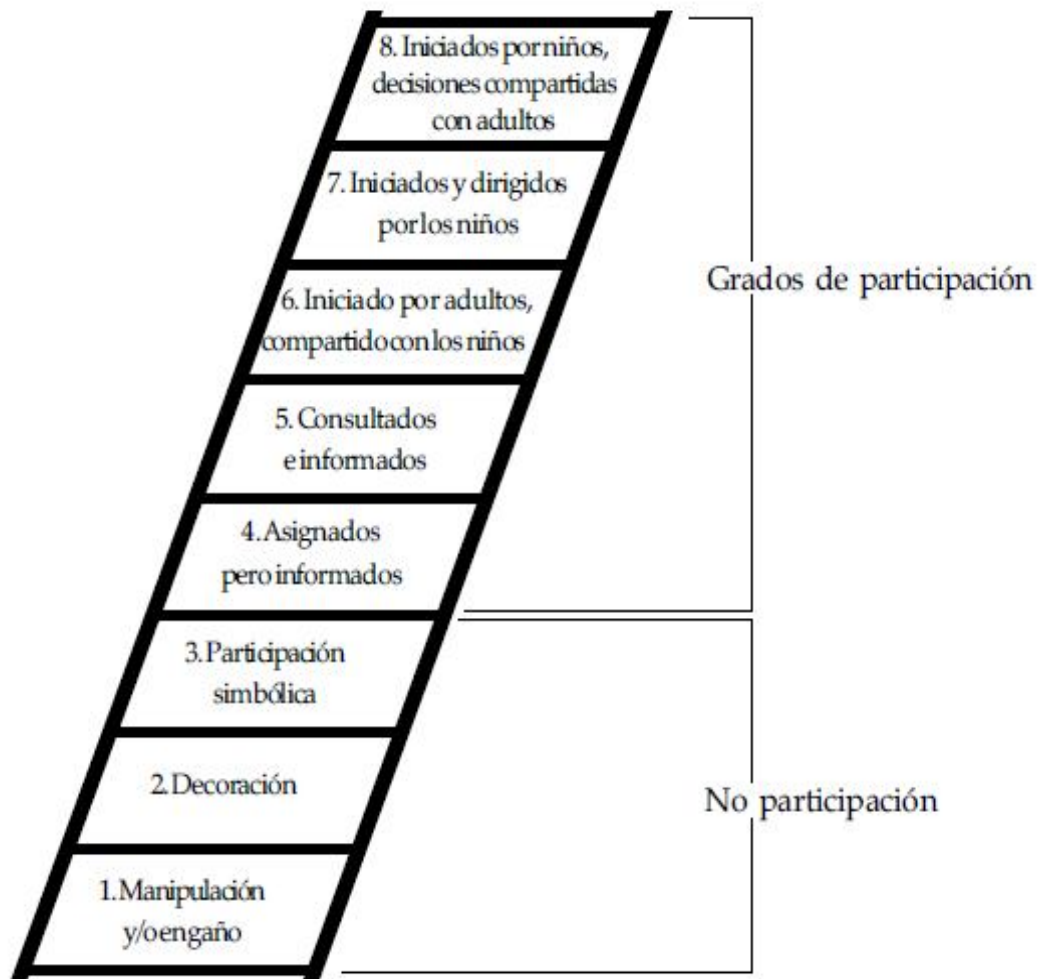 8. Iniciados por niños,
decisiones compartidas
con adultos
7. Iniciados y dirigidos
por los niños
6. Iniciado por adultos,
compartido con los niños
5. Consultados
e informados
4. Asignados
pero informados
3. Participación
simbólica
2. Decoración
1. Manipulación
y/o engaño
Grados de participación
No participación